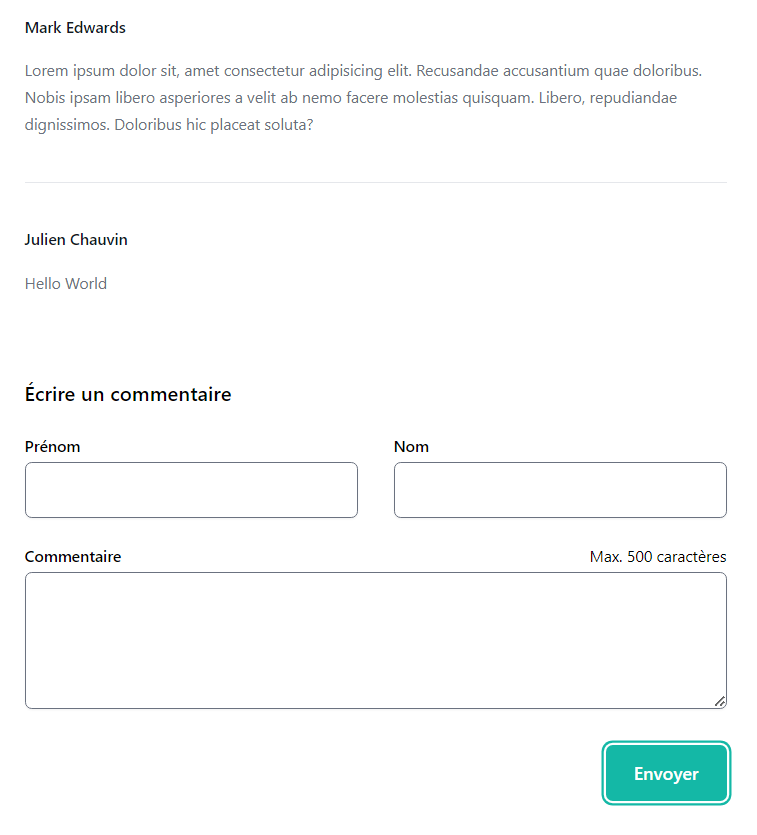 Mark Edwards
Lorem ipsum dolor sit, amet consectetur adipisicing elit. Recusandae accusantium quae doloribus.
Nobis ipsam libero asperiores a velit ab nemo facere molestias quisquam. Libero, repudiandae
dignissimos. Doloribus hic placeat soluta?
Julien Chauvin
Hello World
Écrire un commentaire
Prénom
Nom
Commentaire
Max. 500 caractères
Envoyer